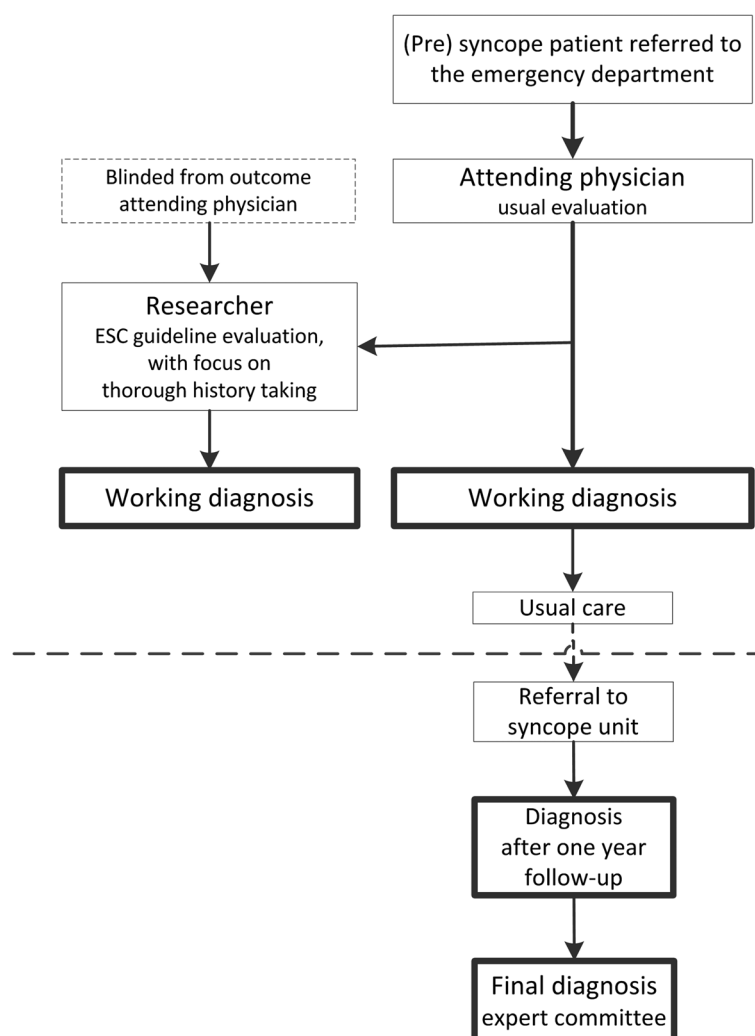 (Pre) syncope patient referred to
the emergency department
Blinded from outcome
attending physician
Attending physician
usual evaluation
Researcher
ESC guideline evaluation,
with focus on
thorough history taking
Working diagnosis
Working diagnosis
Usual care
Referral to
syncope unit
Diagnosis
after one year
follow-up
Final diagnosis
expert committee